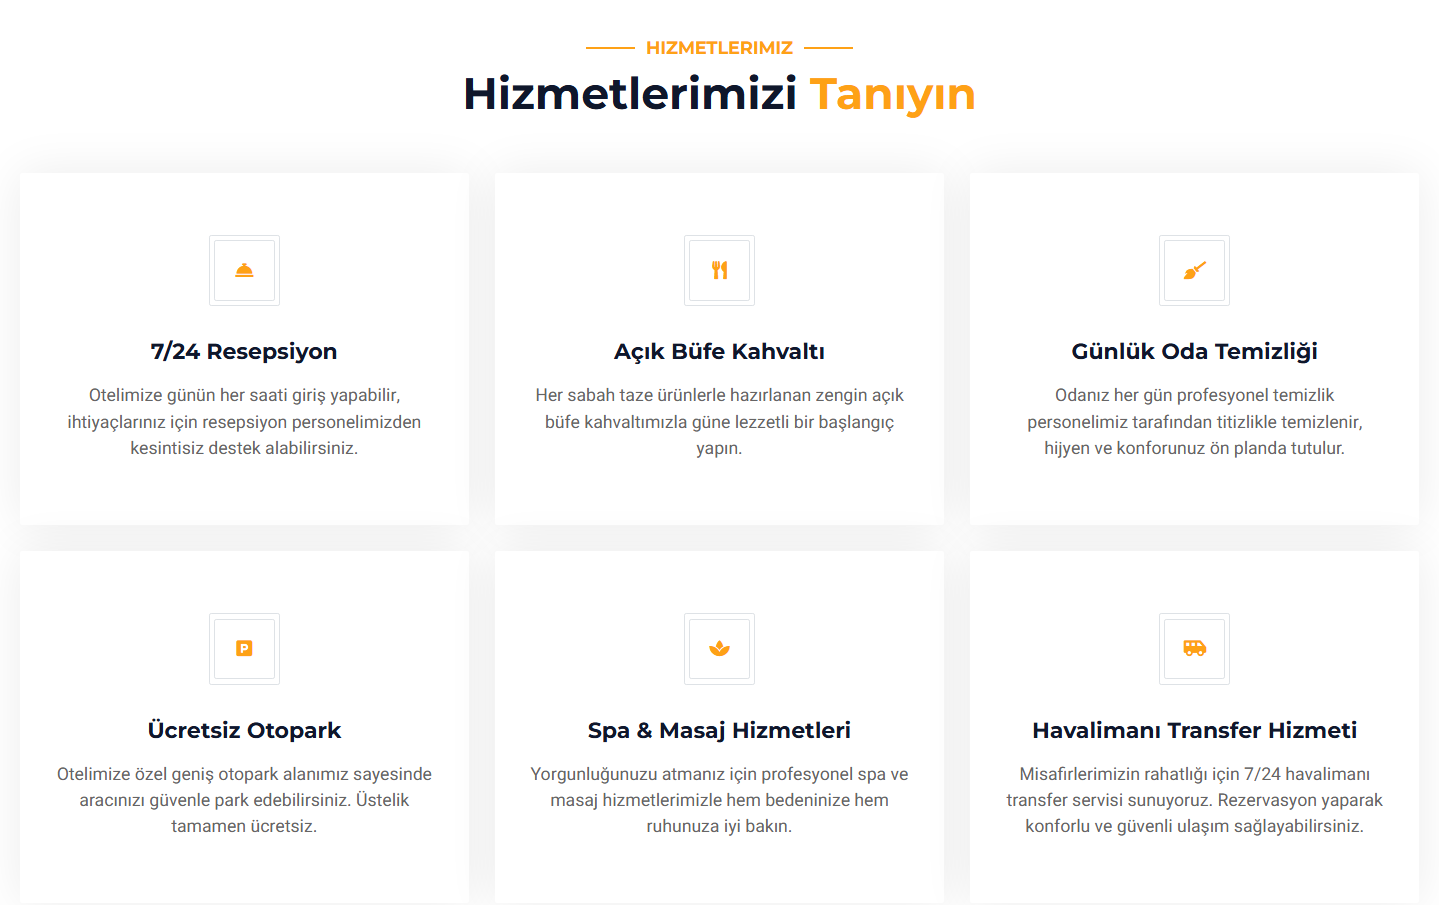 HIZMETLERIMIZ
Hizmetlerimizi Tanıyın
7/24 Resepsiyon
Otelimize günün her saati giriş yapabilir,
ihtiyaçlarınız için resepsiyon personelimizden
kesintisiz destek alabilirsiniz.
Açık Büfe Kahvaltı
Her sabah taze ürünlerle hazırlanan zengin açık
büfe kahvaltımızla güne lezzetli bir başlangıç
yapın.
Günlük Oda Temizliği
Odanız her gün profesyonel temizlik
personelimiz tarafından titizlikle temizlenir,
hijyen ve konforunuz ön planda tutulur.
P
Ücretsiz Otopark
Otelimize özel geniş otopark alanımız sayesinde
aracınızı güvenle park edebilirsiniz. Üstelik
tamamen ücretsiz.
Spa & Masaj Hizmetleri
Yorgunluğunuzu atmanız için profesyonel spa ve
masaj hizmetlerimizle hem bedeninize hem
ruhunuza iyi bakın.
Havalimanı Transfer Hizmeti
Misafirlerimizin rahatlığı için 7/24 havalimanı
transfer servisi sunuyoruz. Rezervasyon yaparak
konforlu ve güvenli ulaşım sağlayabilirsiniz.